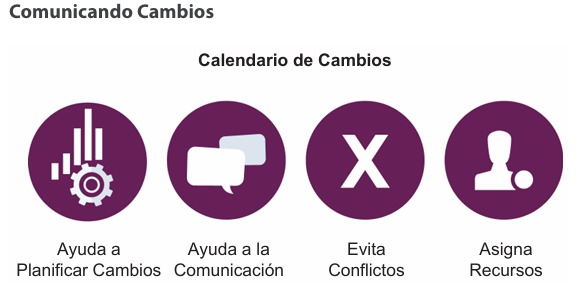 Comunicando Cambios
Calendario de Cambios
X
Ayuda a
Planificar Cambios
Ayuda a la
Comunicación
Evita
Conflictos
Asigna
Recursos